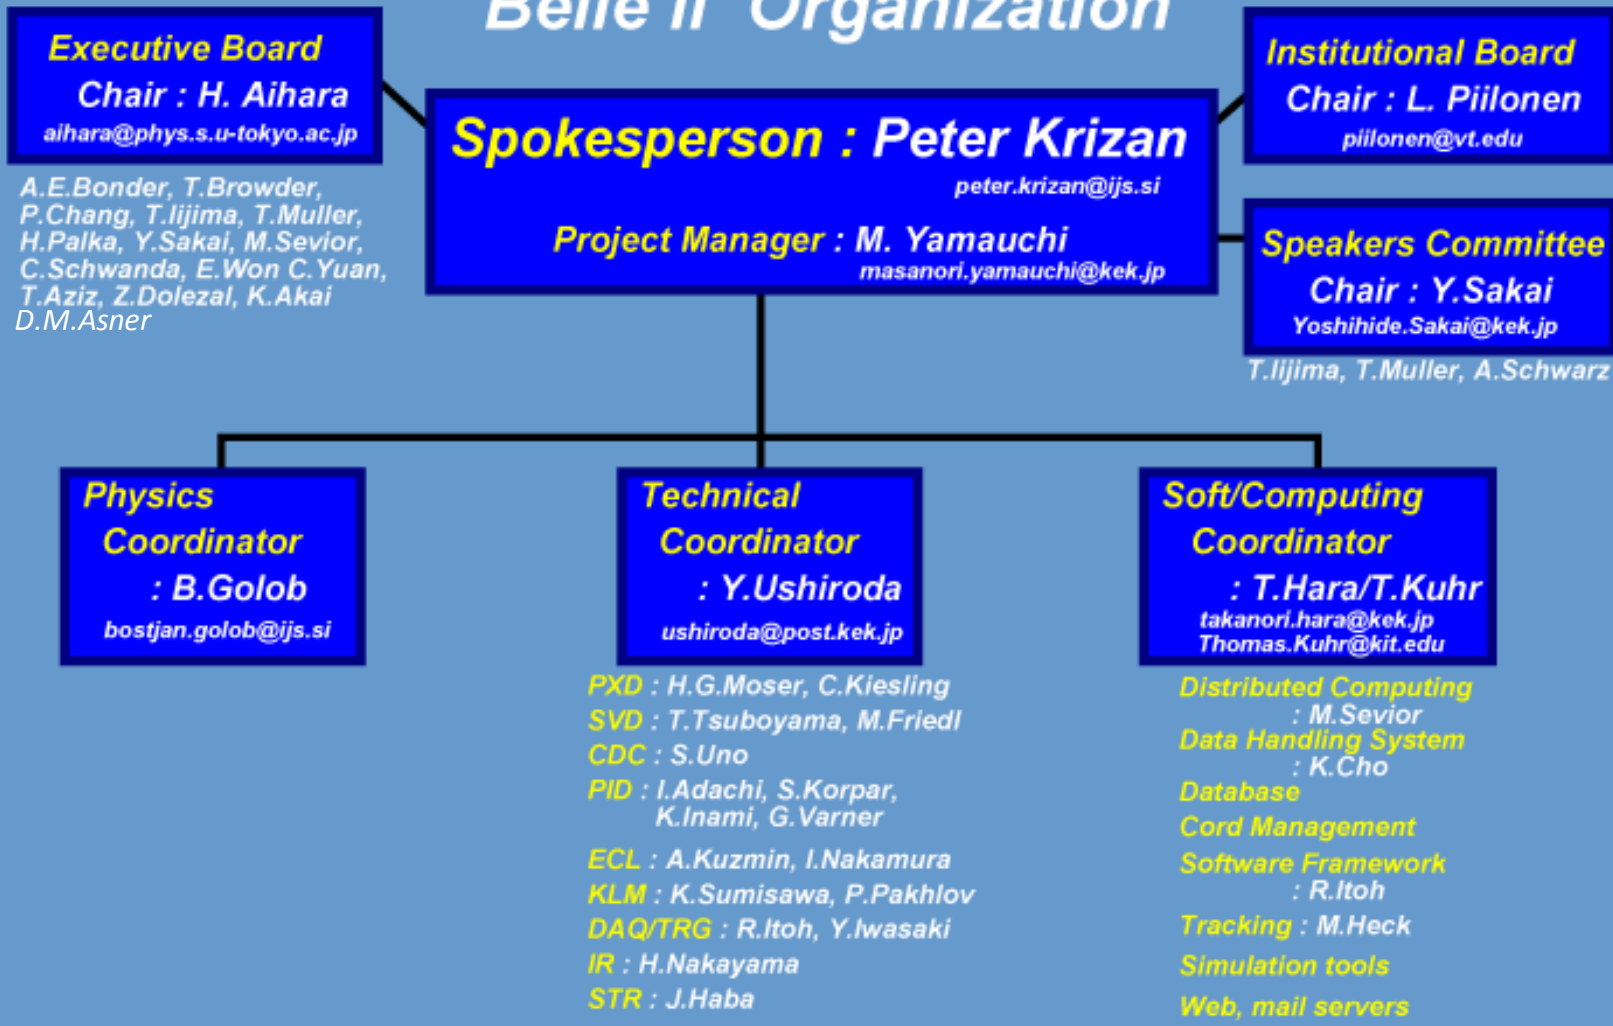 Belle II Organization
Executive Board
Chair : H. Aihara
aihara@phys.s.u-tokyo.ac.jp
A.E.Bonder, T.Browder,
P.Chang, T.Iijima, T.Muller,
H.Palka, Y.Sakai, M.Sevior,
C.Schwanda, E.Won C.Yuan,
T.Aziz, Z.Dolezal, K.Akai
D.M.Asner
Spokesperson : Peter Krizan
peter.krizan@ijs.si
Project Manager : M. Yamauchi
masanori.yamauchi@kek.jp
Institutional Board
Chair : L. Piilonen
piilonen@vt.edu
Speakers Committee
Chair : Y.Sakai
Yoshihide.Sakai@kek.jp
T.Iijima, T.Muller, A.Schwarz
Physics
Coordinator
: B.Golob
bostjan.golob@ijs.si
Technical
Coordinator
: Y.Ushiroda
ushiroda@post.kek.jp
PXD : H.G.Moser, C.Kiesling
SVD : T.Tsuboyama, M.Friedl
CDC : S.Uno
PID : I.Adachi, S.Korpar,
K.Inami, G.Varner
ECL : A.Kuzmin, I.Nakamura
KLM : K.Sumisawa, P.Pakhlov
DAQ/TRG : R.Itoh, Y.Iwasaki
IR : H.Nakayama
STR : J.Haba
Soft/Computing
Coordinator
: T.Hara/T.Kuhr
takanori.hara@kek.jp
Thomas.Kuhr@kit.edu
Distributed Computing
: M.Sevior
Data Handling System
: K.Cho
Database
Cord Management
Software Framework
: R.Itoh
Tracking : M.Heck
Simulation tools
Web, mail servers